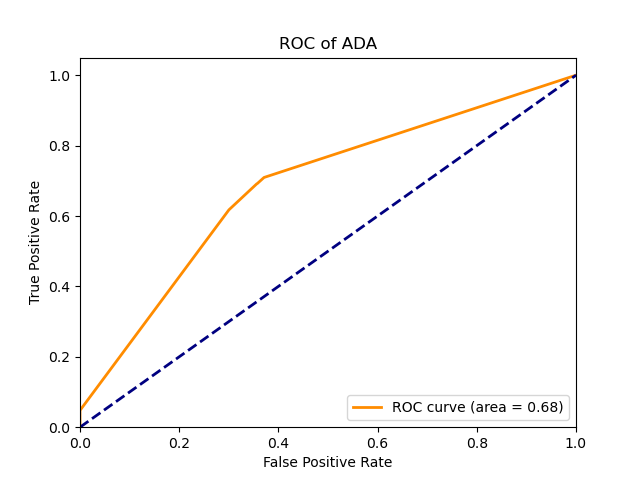 ROC of ADA
True Positive Rate
1.0
0.8
0.6
0.4
0.2
0.0
0.0 0.2 0.4 0.6 0.8 1.0
False Positive Rate
ROC curve (area = 0.68)